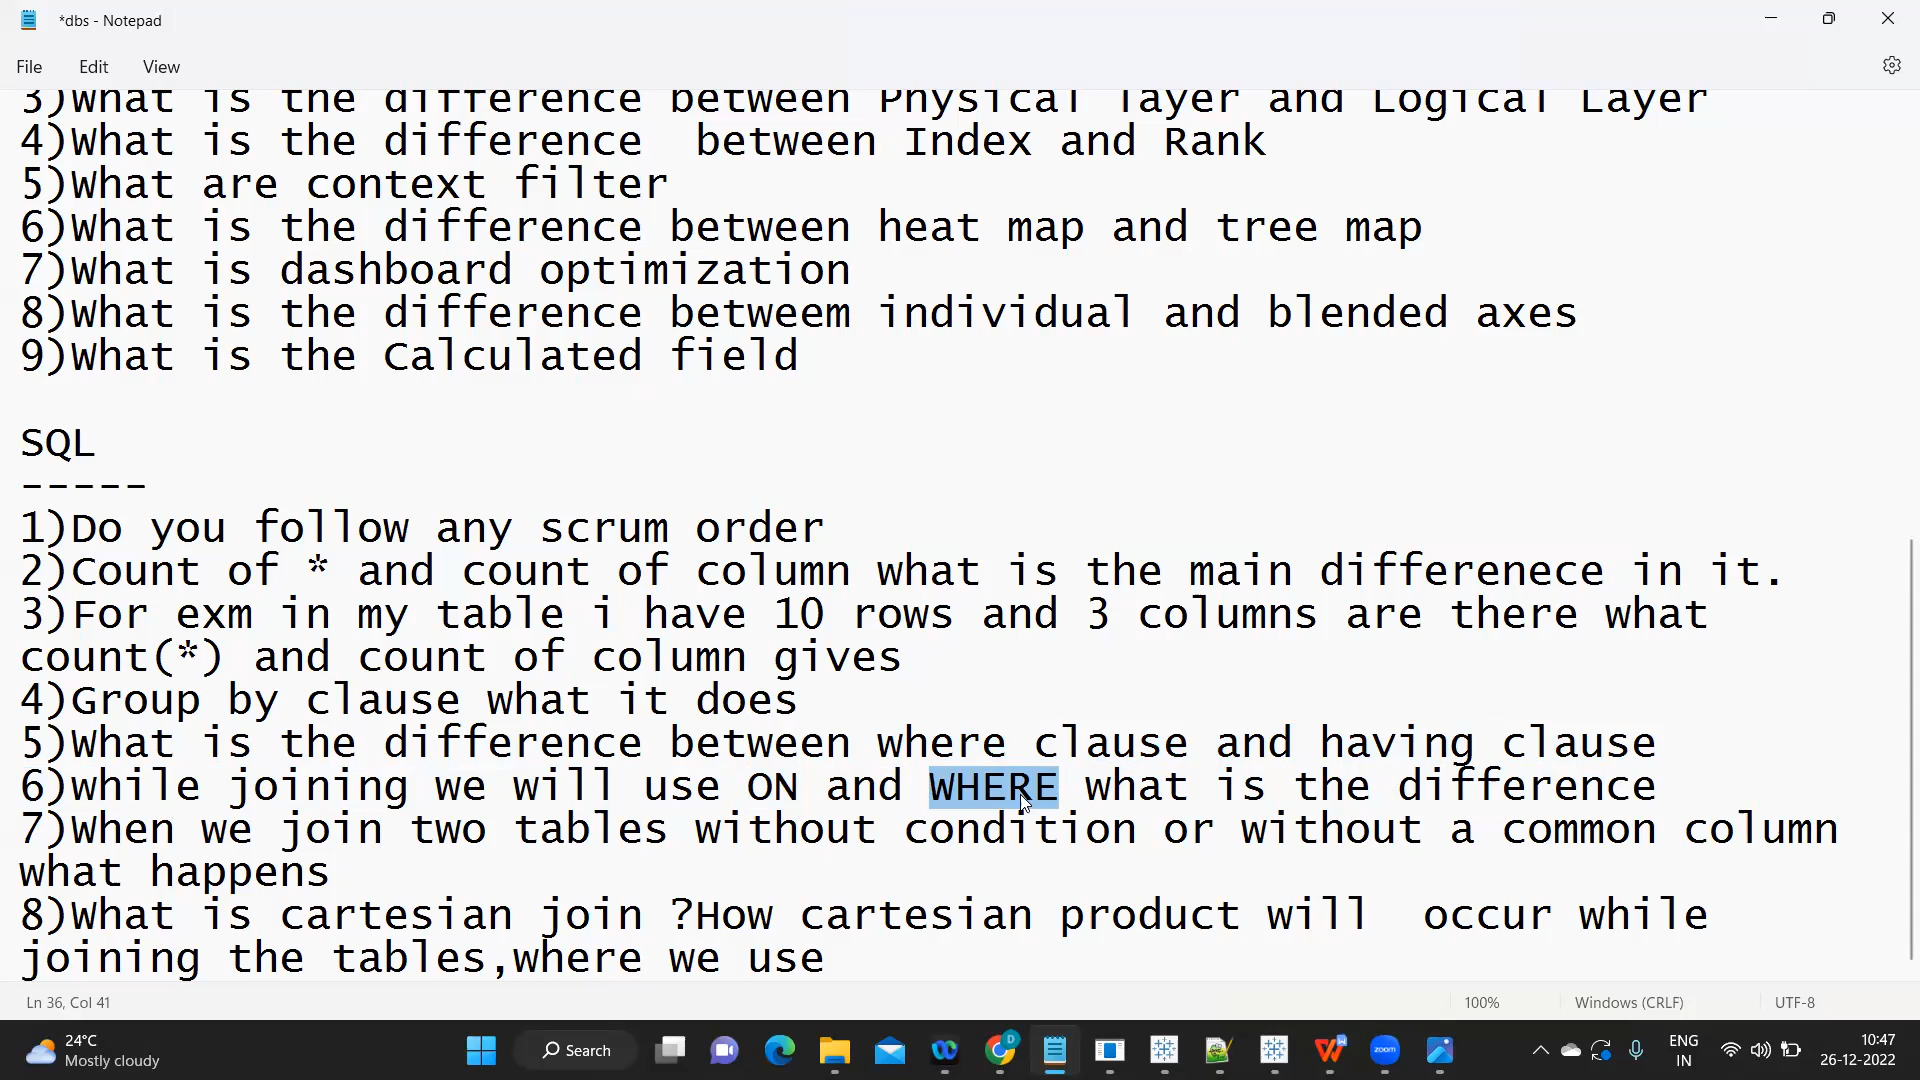 *dbs - Notepad
File Edit View
3)What is the difference between Physical layer and Logical Layer
4)What is the difference  between Index and Rank
5)What are context filter
6)What is the difference between heat map and tree map
7)What is dashboard optimization
8)What is the difference betweem individual and blended axes
9)What is the Calculated field
SQL
-----
1)Do you follow any scrum order
2)Count of * and count of column what is the main differenece in it.
3)For exm in my table i have 10 rows and 3 columns are there what
count(*) and count of column gives
4)Group by clause what it does
5)What is the difference between where clause and having clause
6)while joining we will use ON and WHERE what is the difference
7)When we join two tables without condition or without a common column
what happens
8)What is cartesian join ?How cartesian product will  occur while
joining the tables,where we use
Ln 36, Col 41 100% Windows (CRLF) UTF-8
24°C
Mostly cloudy
Search
zoom
ENG
IN
10:47
26-12-2022